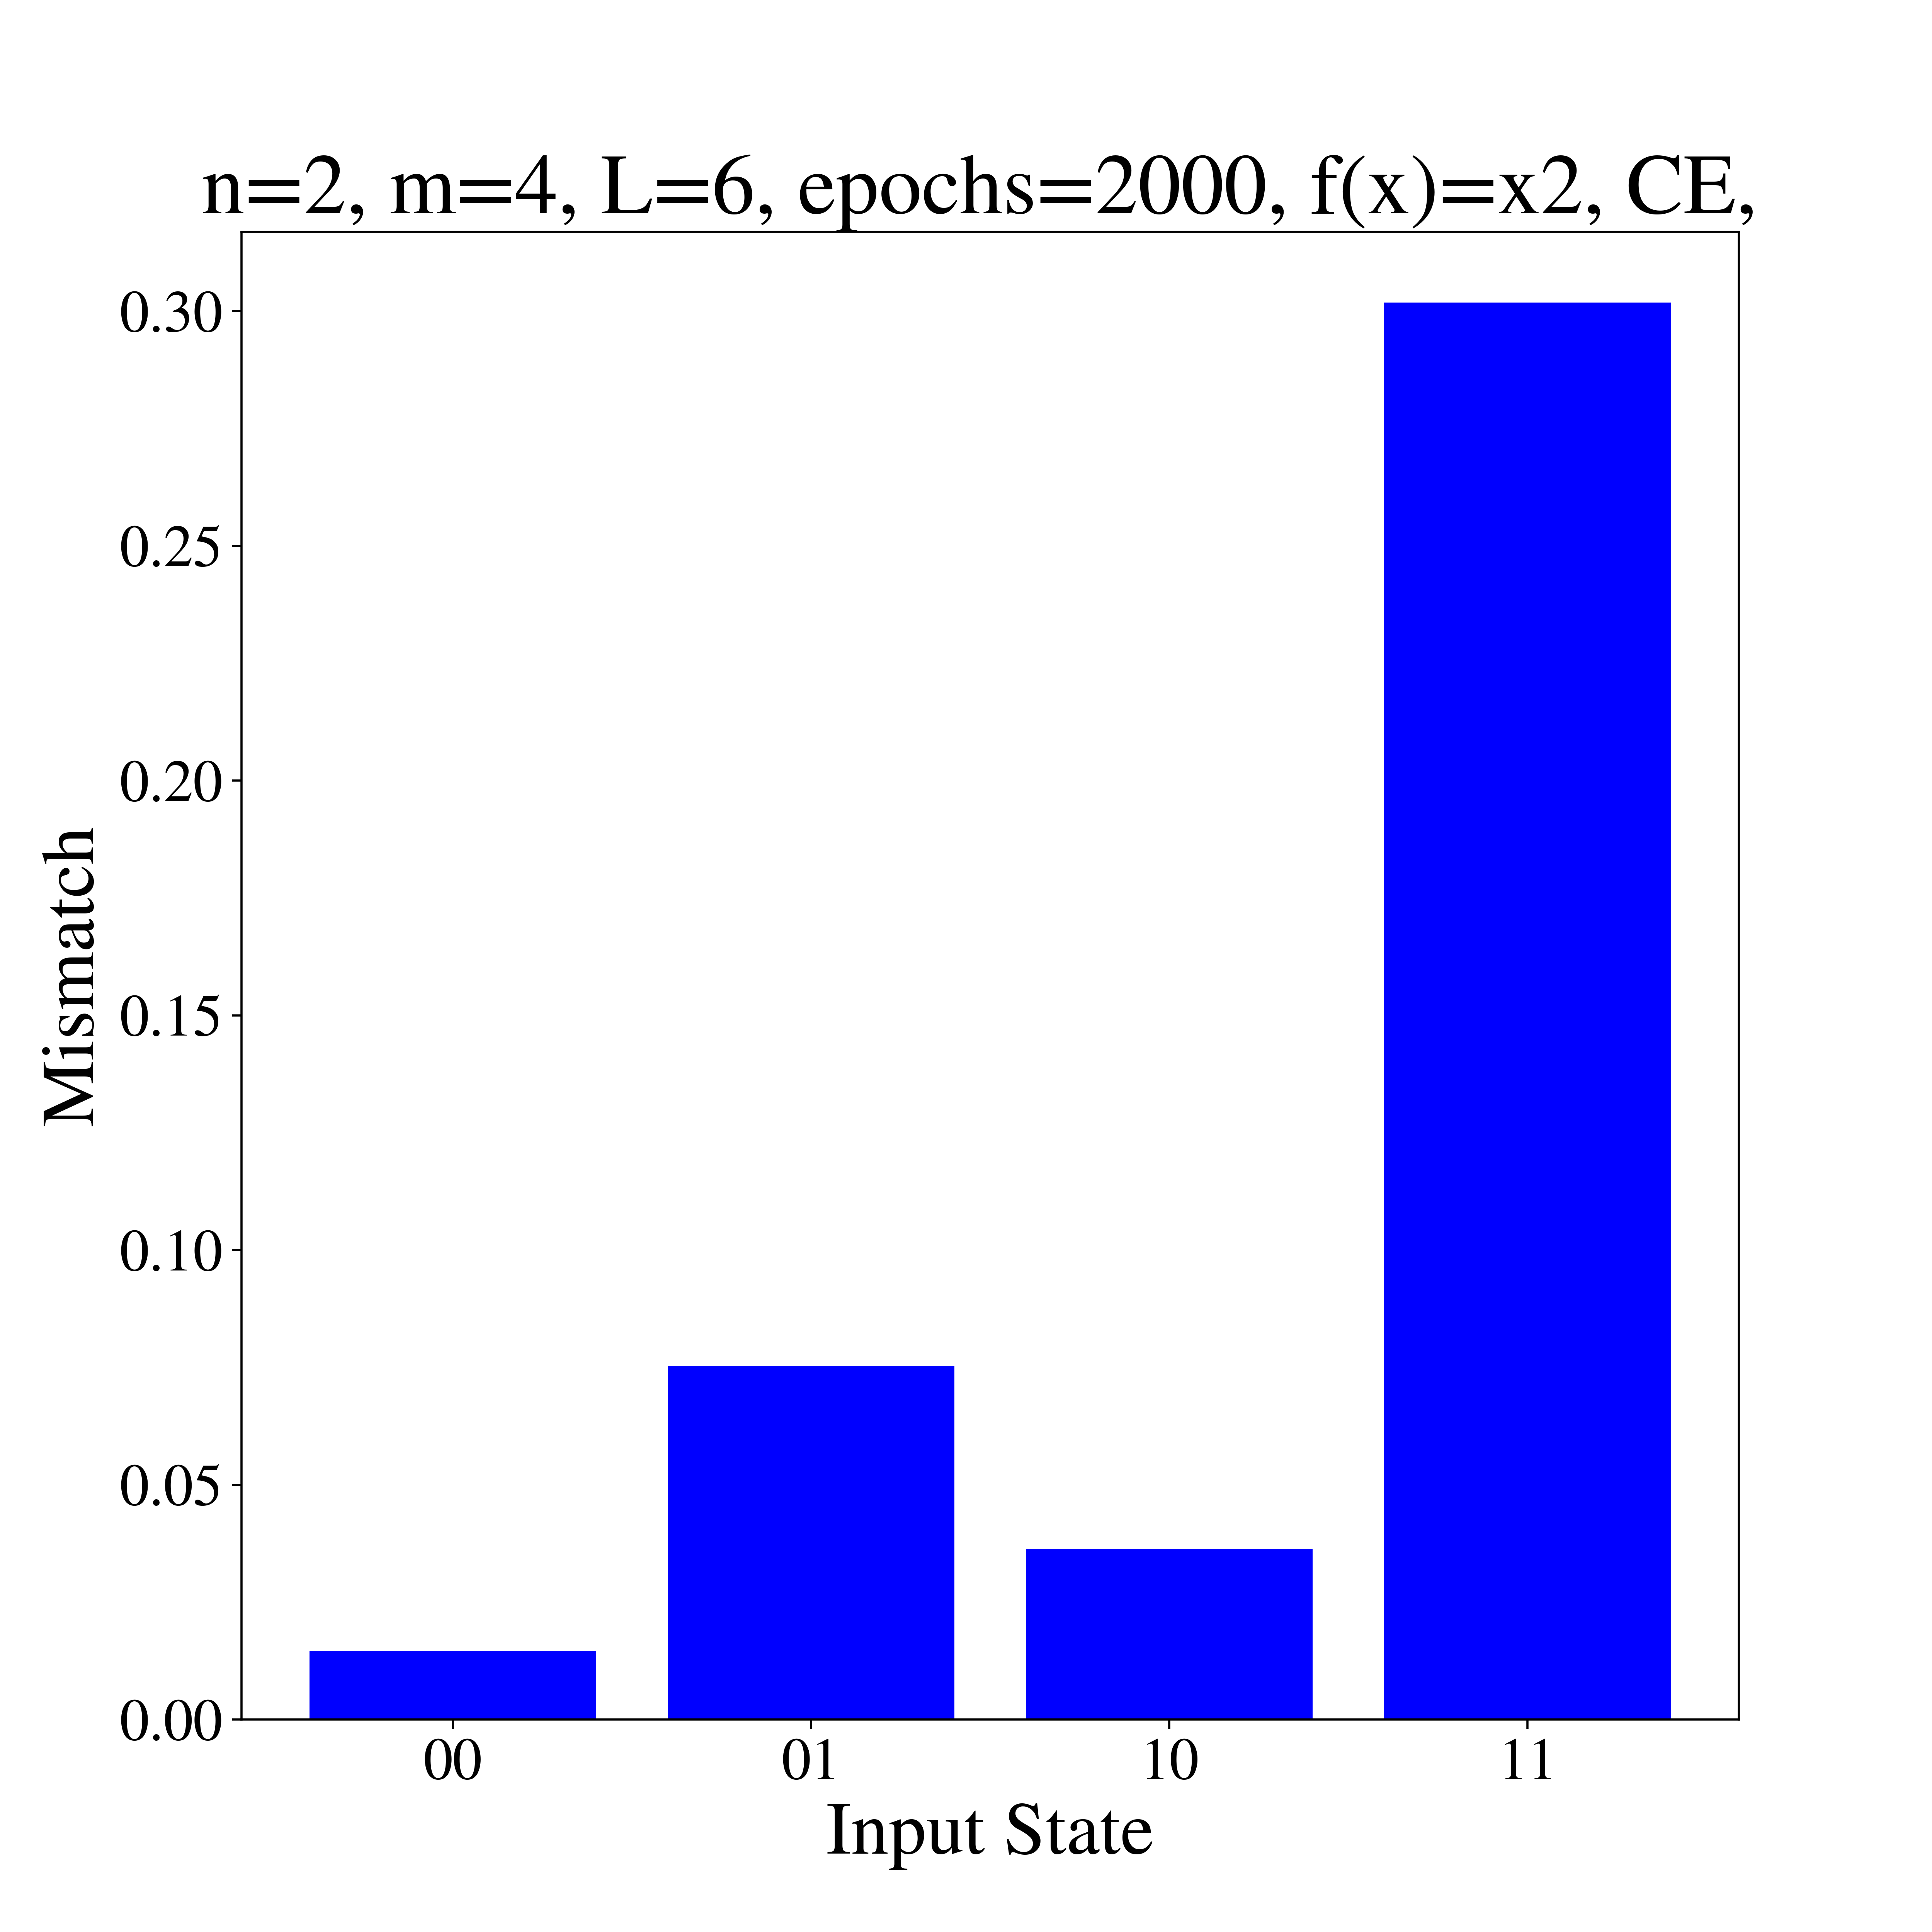 n=2, m=4, L=6, epochs=2000, f(x)=x2, CE,
0.30
0.25
0.20
0.15
0.10
0.05
0.00
Mismatch
00 01 10 11
Input State